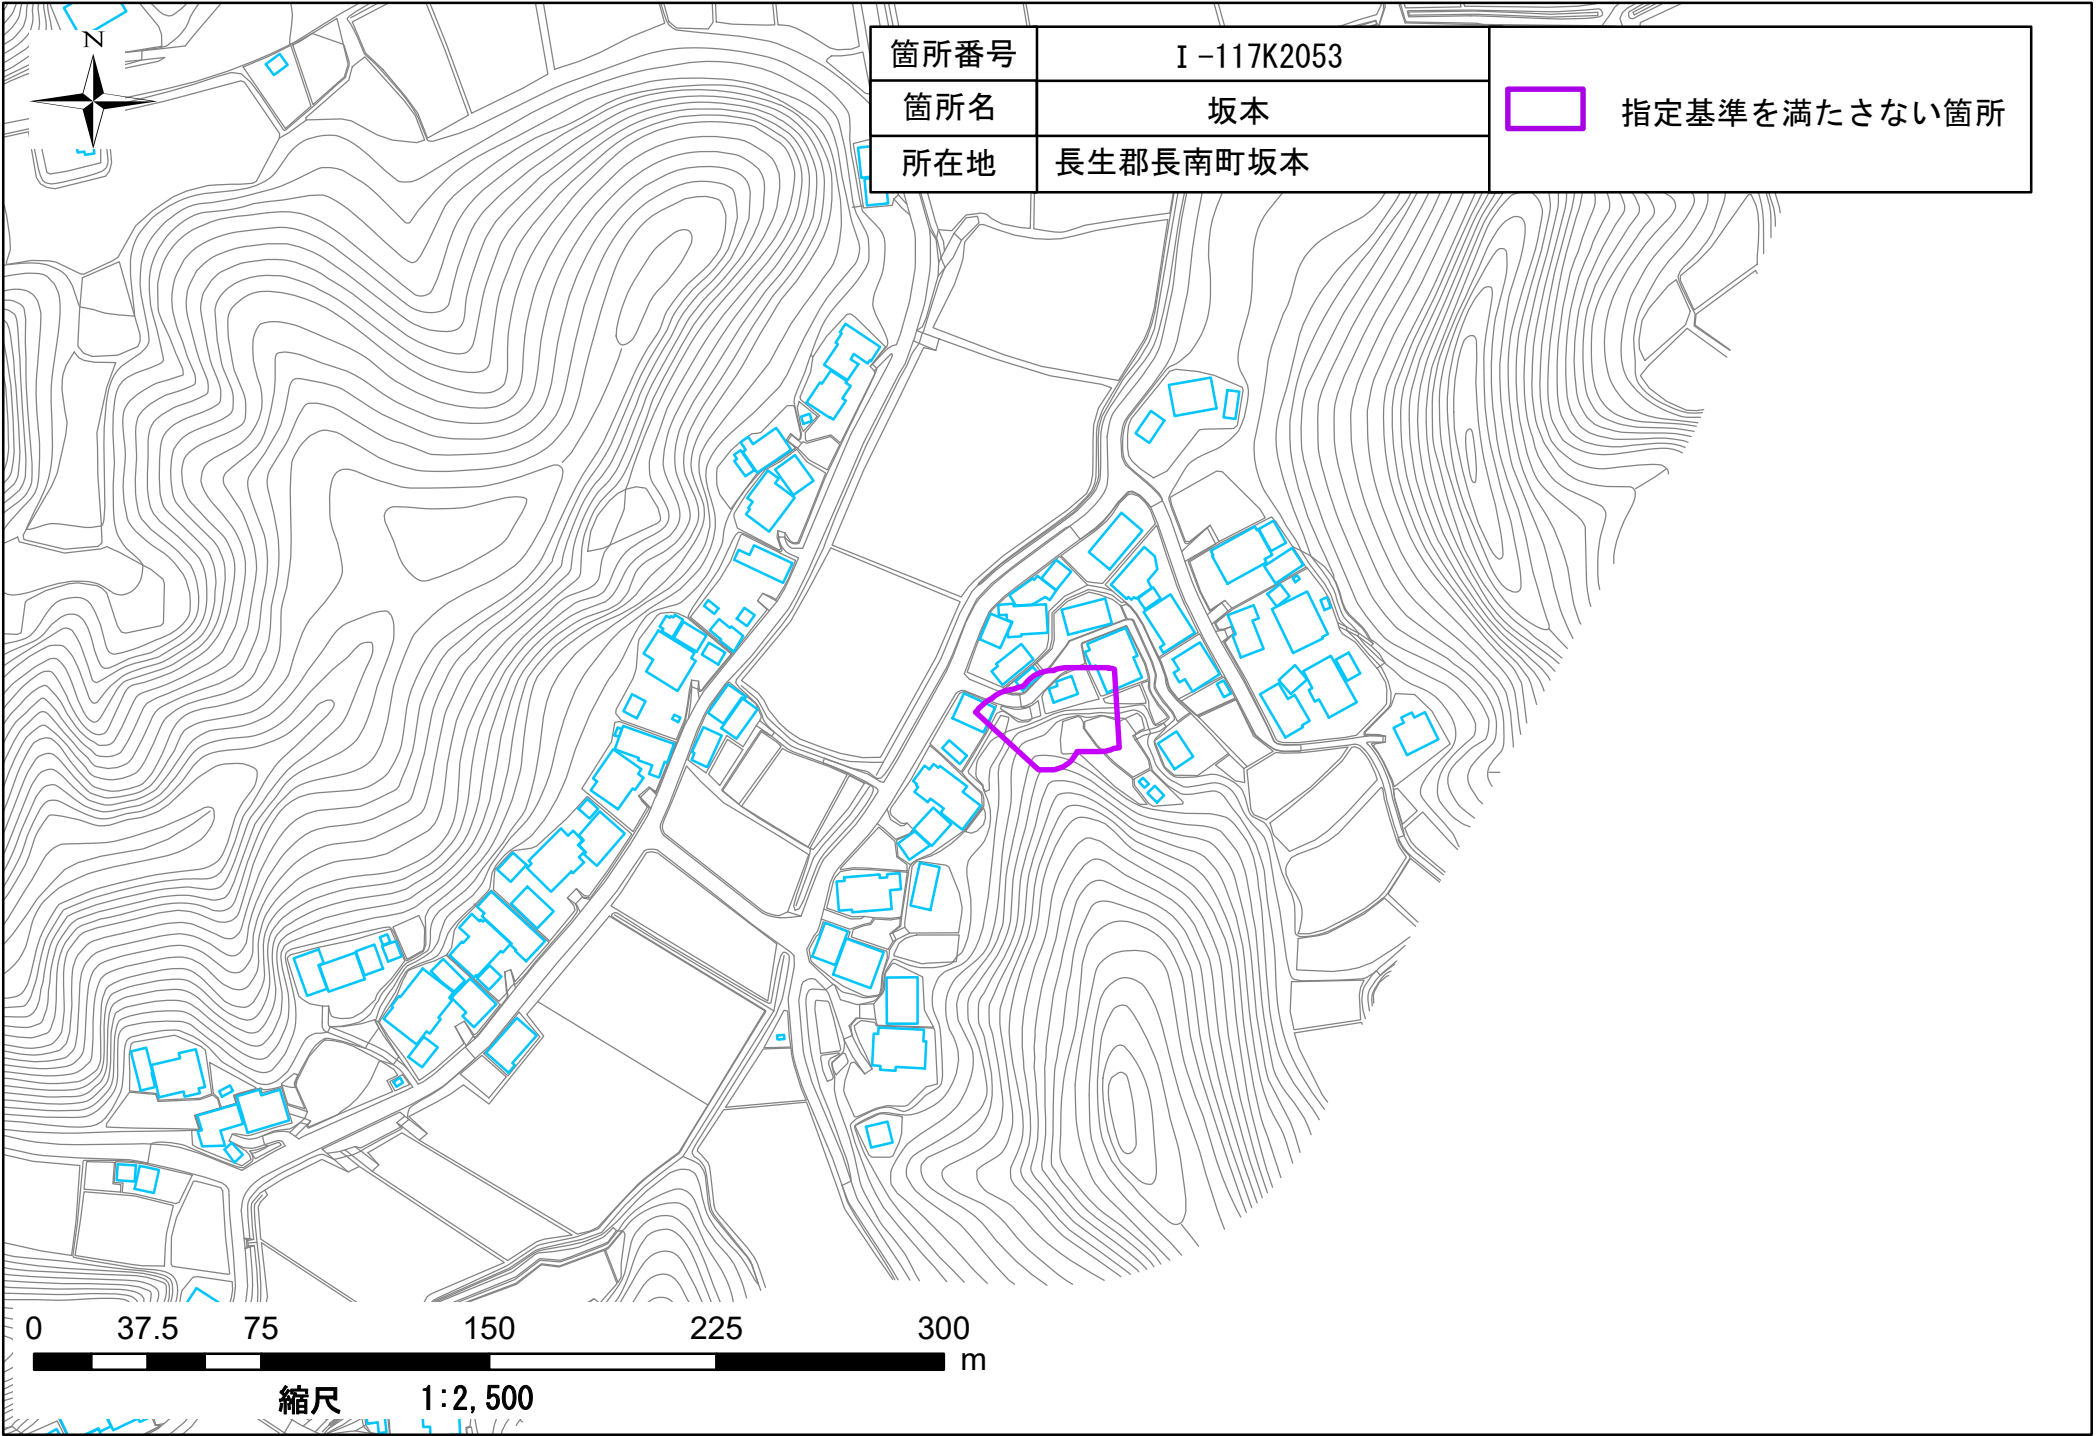 N
箇所番号 Ⅰ-117K2053
箇所名 坂本
所在地 長生郡長南町坂本
指定基準を満たさない箇所
0 37.5 75 150 225 300
m
縮尺 1:2,500